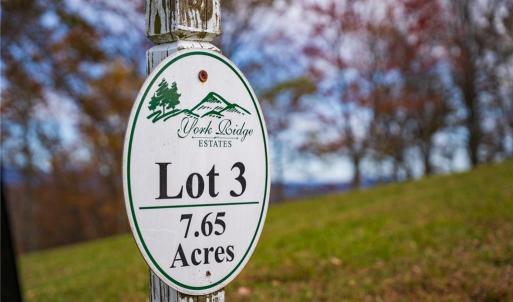 York Ridge
ESTATES
Lot 3
7.65
Acres